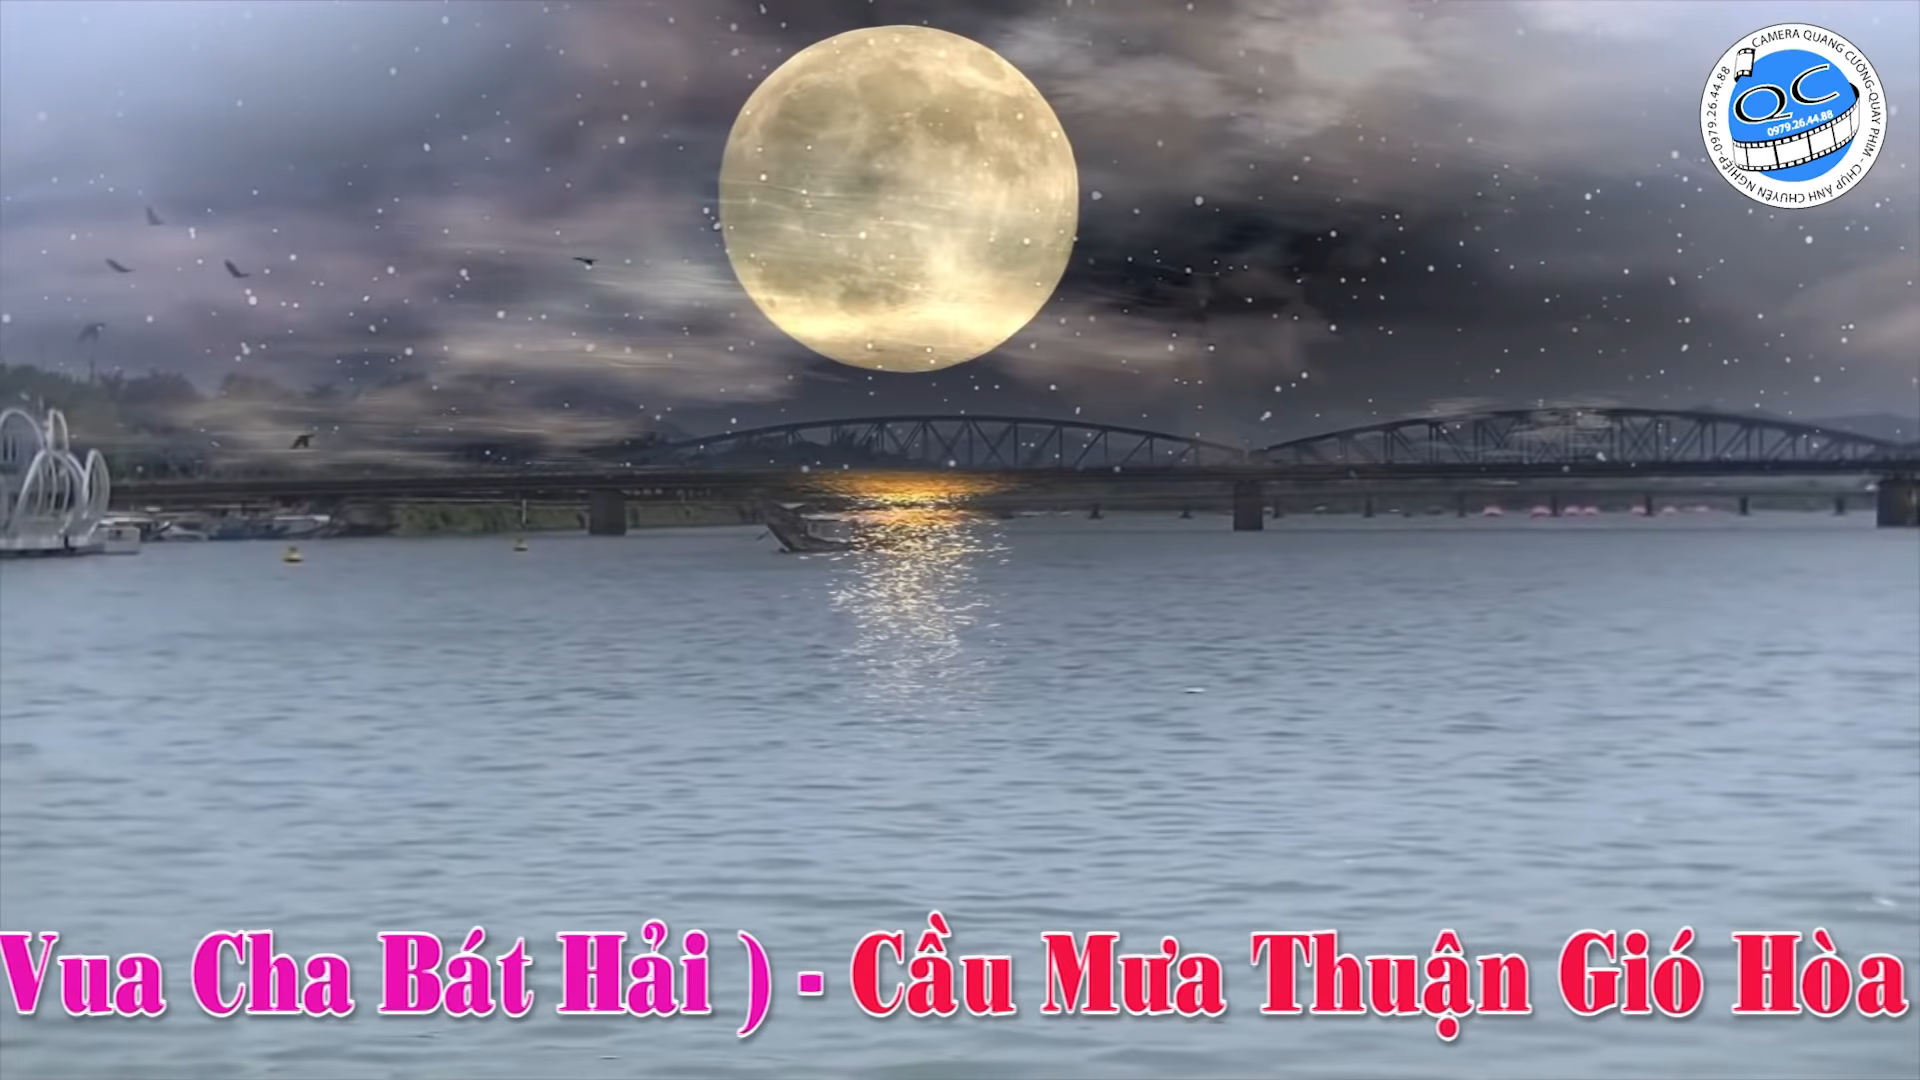 CAMERA QUANG CƯỜNG-QUAY PHIM - CHỤP ẢNH CHUYÊN NGHIỆP-0979.26.44.88
QC
0979.26.44.88
Vua Cha Bát Hải ) - Cầu Mưa Thuận Gió Hòa